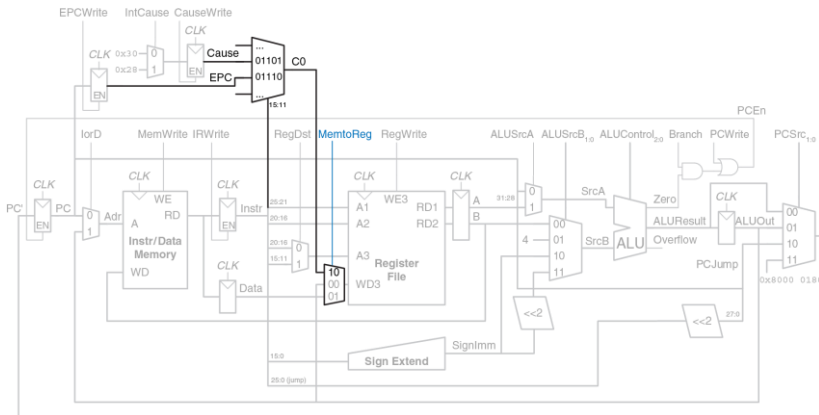 EPCWrite IntCause CauseWrite
CLK
CLK
0x30
0
0x28
1
EN
EN
Cause
EPC
...
01101
01110
...
C0
15:11
PCEn
IorD MemWrite IRWrite RegDst MemtoReg RegWrite ALUSrcA ALUSrcB1:0 ALUControl2:0 Branch PCWrite PCSrc1:0
CLK
CLK
CLK
CLK
CLK
CLK
PC'
PC
EN
0
1
Adr
WE
A
RD
Instr/Data
Memory
WD
Instr
EN
CLK
Data
25:21
20:16
20:16
15:11
0
1
10
00
01
WE3
A1
A2
A3
WD3
RD1
RD2
Register
File
A
B
31:28
0
1
SrcA
4
00
01
10
11
SrcB
ALU
Zero
ALUResult
Overflow
ALUOut
PCJump
00
01
10
11
<<2
<<2
27:0
SignImm
15:0
Sign Extend
25:0 (jump)